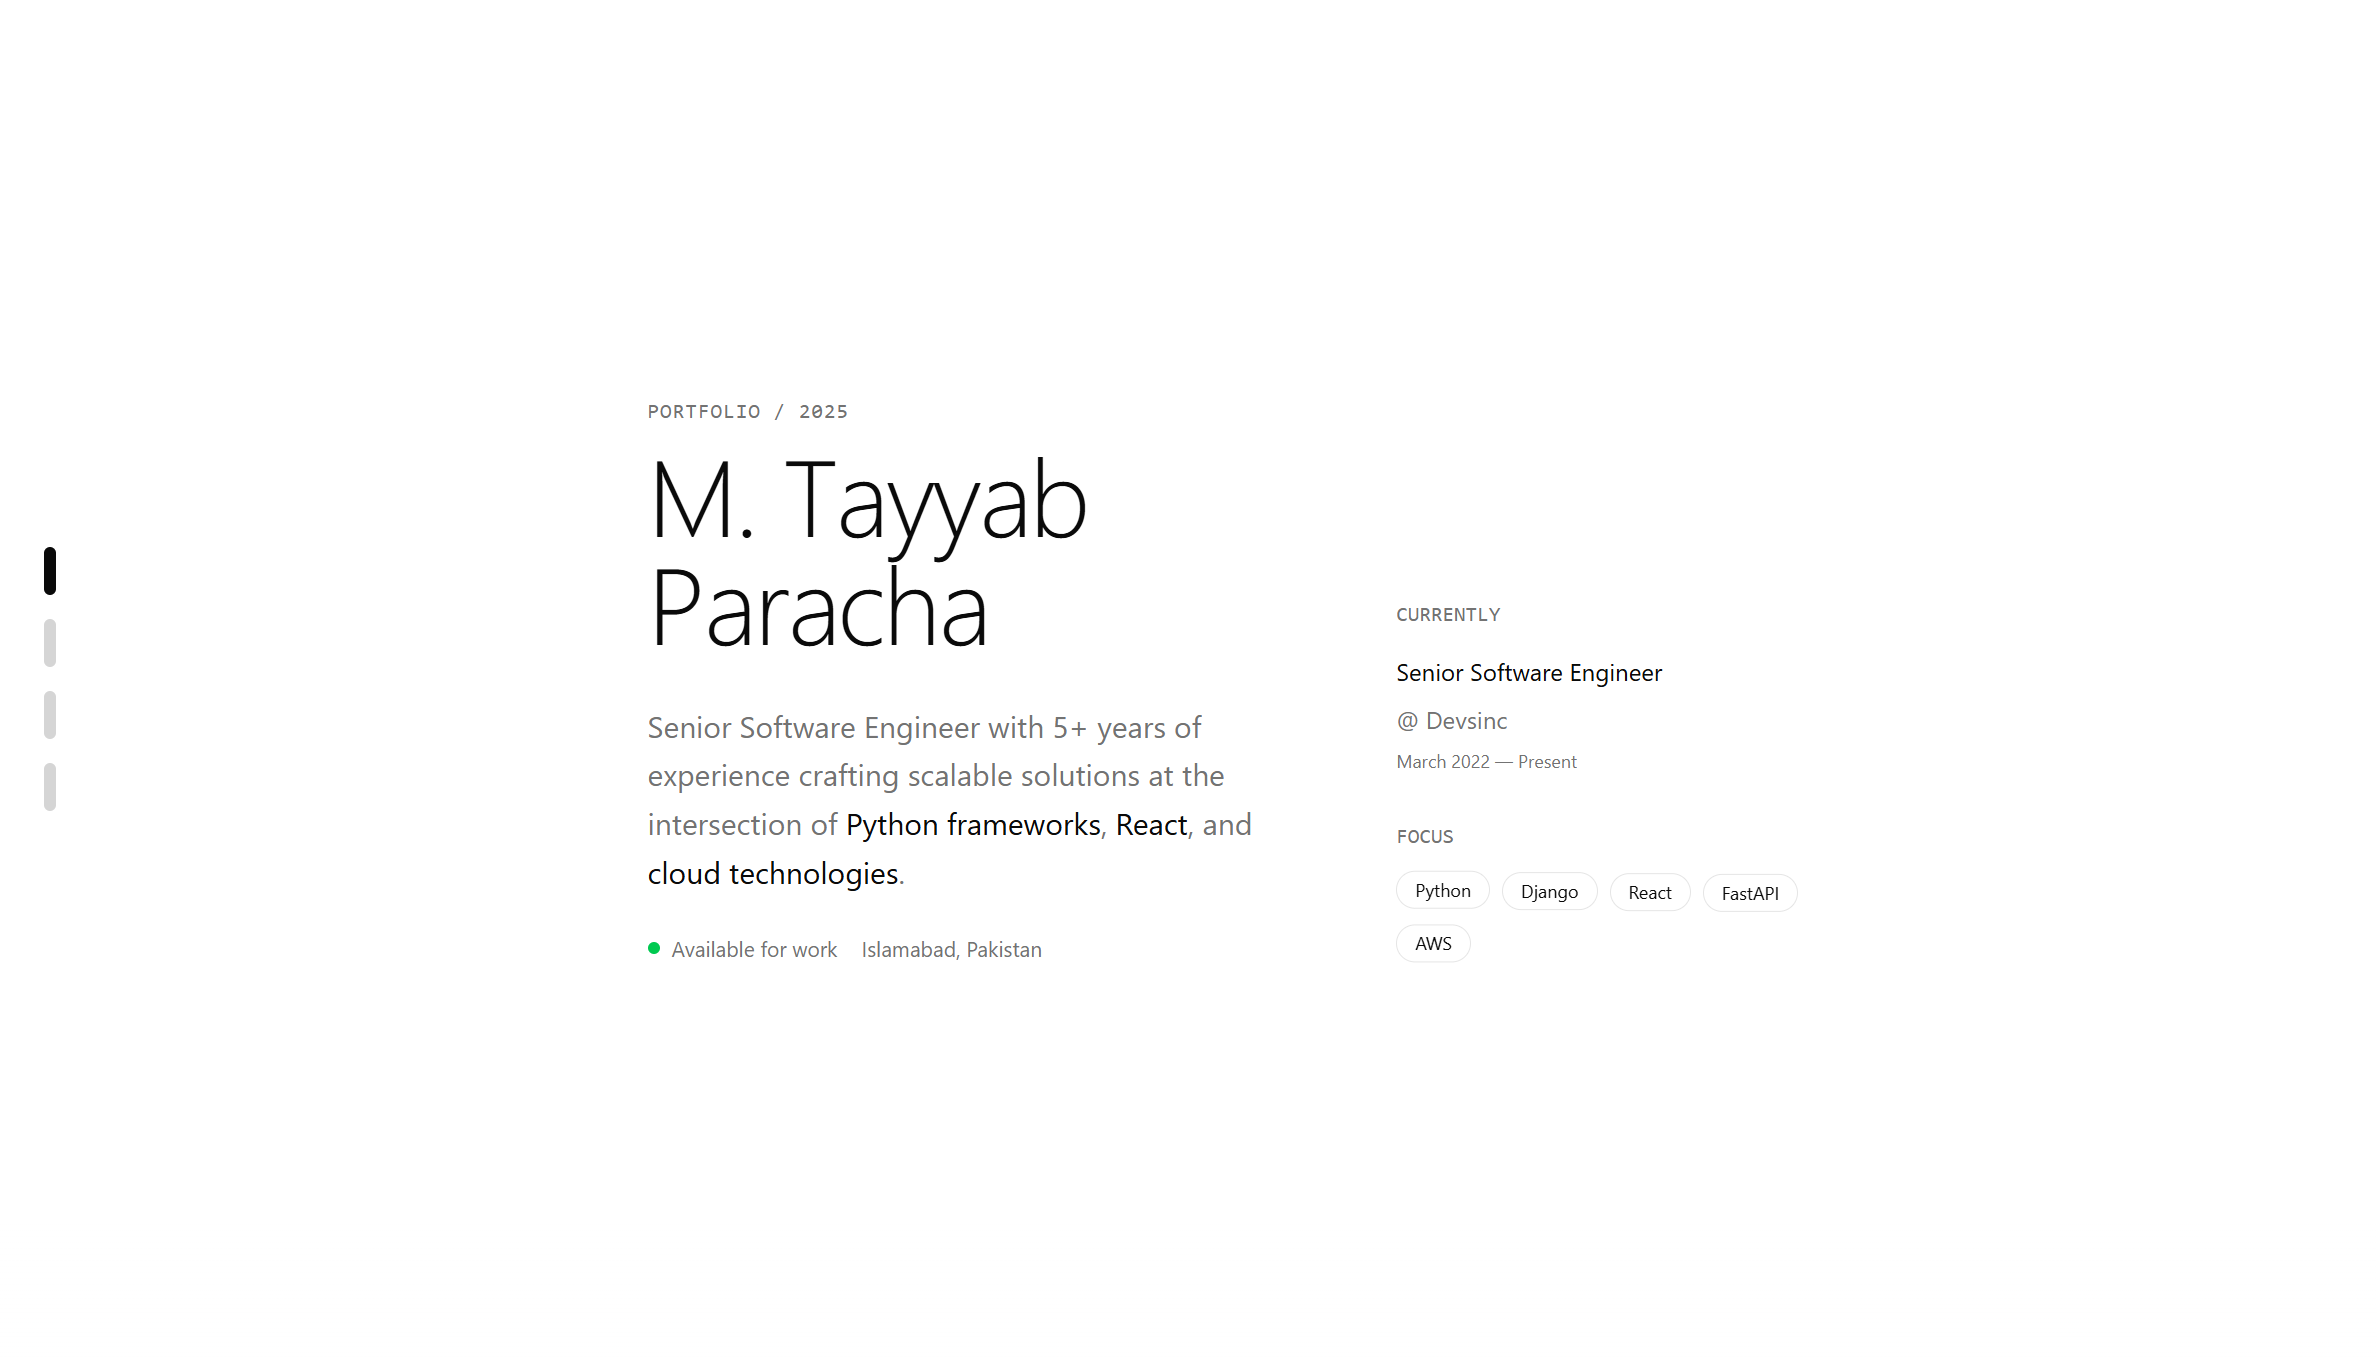 PORTFOLIO / 2025
M. Tayyab
Paracha
Senior Software Engineer with 5+ years of
experience crafting scalable solutions at the
intersection of Python frameworks, React, and
cloud technologies.
Available for work Islamabad, Pakistan
CURRENTLY
Senior Software Engineer
@ Devsinc
March 2022 — Present
FOCUS
Python Django React FastAPI
AWS